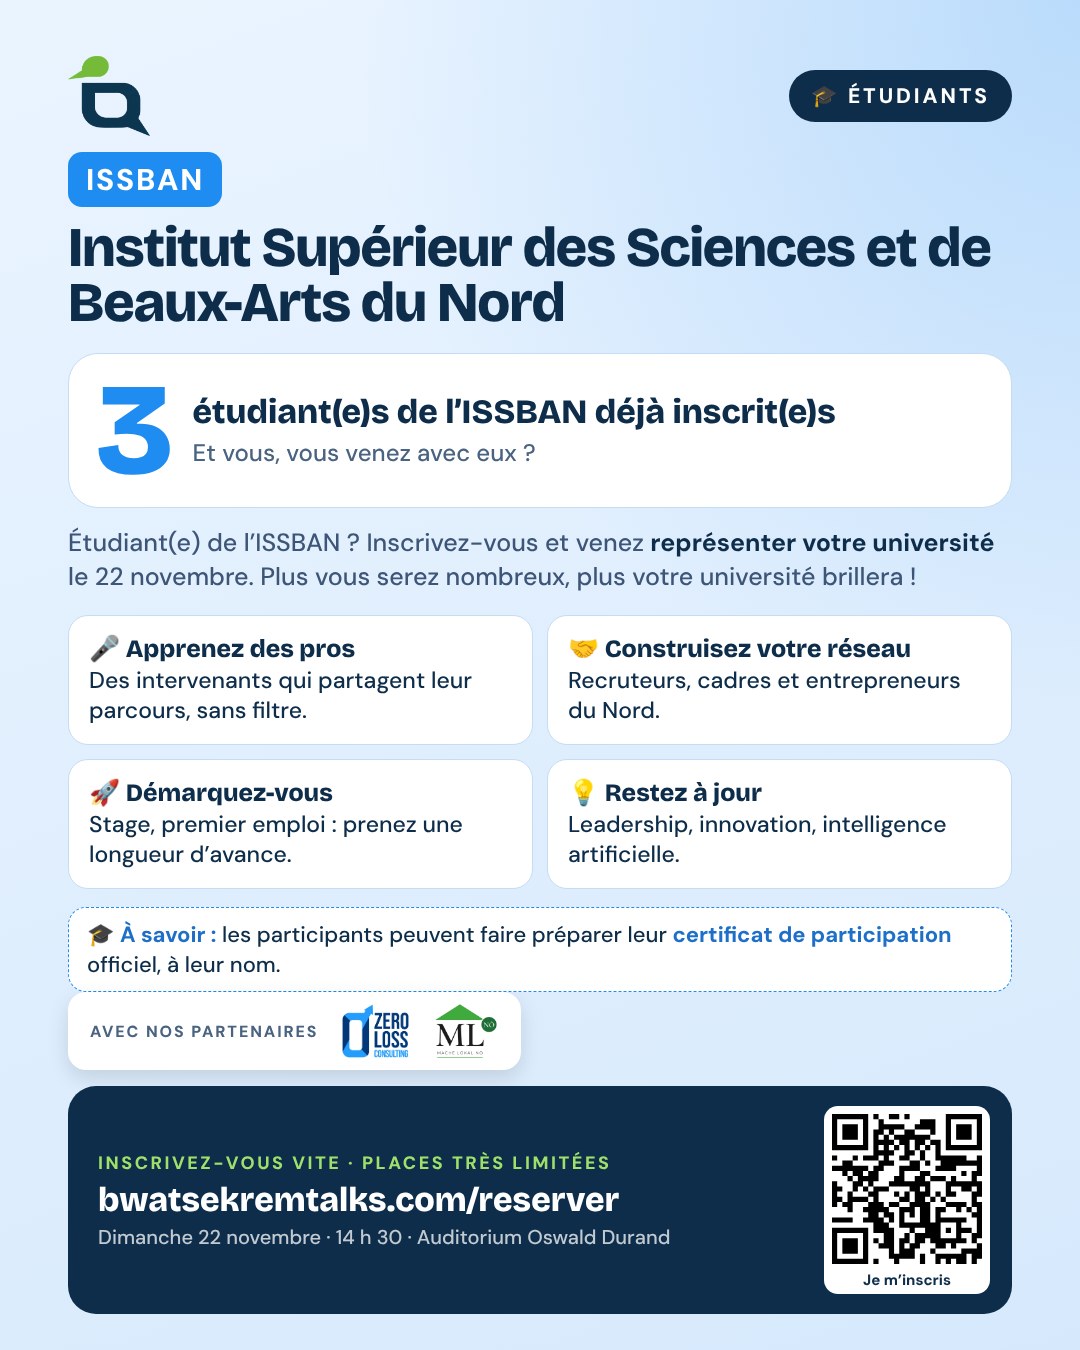 🎓 ÉTUDIANTS
ISSBAN
Institut Supérieur des Sciences et de
Beaux-Arts du Nord
3
étudiant(e)s de l’ISSBAN déjà inscrit(e)s
Et vous, vous venez avec eux ?
Étudiant(e) de l’ISSBAN ? Inscrivez-vous et venez représenter votre université
le 22 novembre. Plus vous serez nombreux, plus votre université brillera !
🎤 Apprenez des pros
Des intervenants qui partagent leur
parcours, sans filtre.
🤝 Construisez votre réseau
Recruteurs, cadres et entrepreneurs
du Nord.
🚀 Démarquez-vous
Stage, premier emploi : prenez une
longueur d’avance.
💡 Restez à jour
Leadership, innovation, intelligence
artificielle.
🎓 À savoir : les participants peuvent faire préparer leur certificat de participation
officiel, à leur nom.
AVEC NOS PARTENAIRES
ZERO
LOSS
CONSULTING
ML
NO
MACHÉ LOKAL NO
INSCRIVEZ-VOUS VITE · PLACES TRÈS LIMITÉES
bwatsekremtalks.com/reserver
Dimanche 22 novembre · 14 h 30 · Auditorium Oswald Durand
Je m’inscris